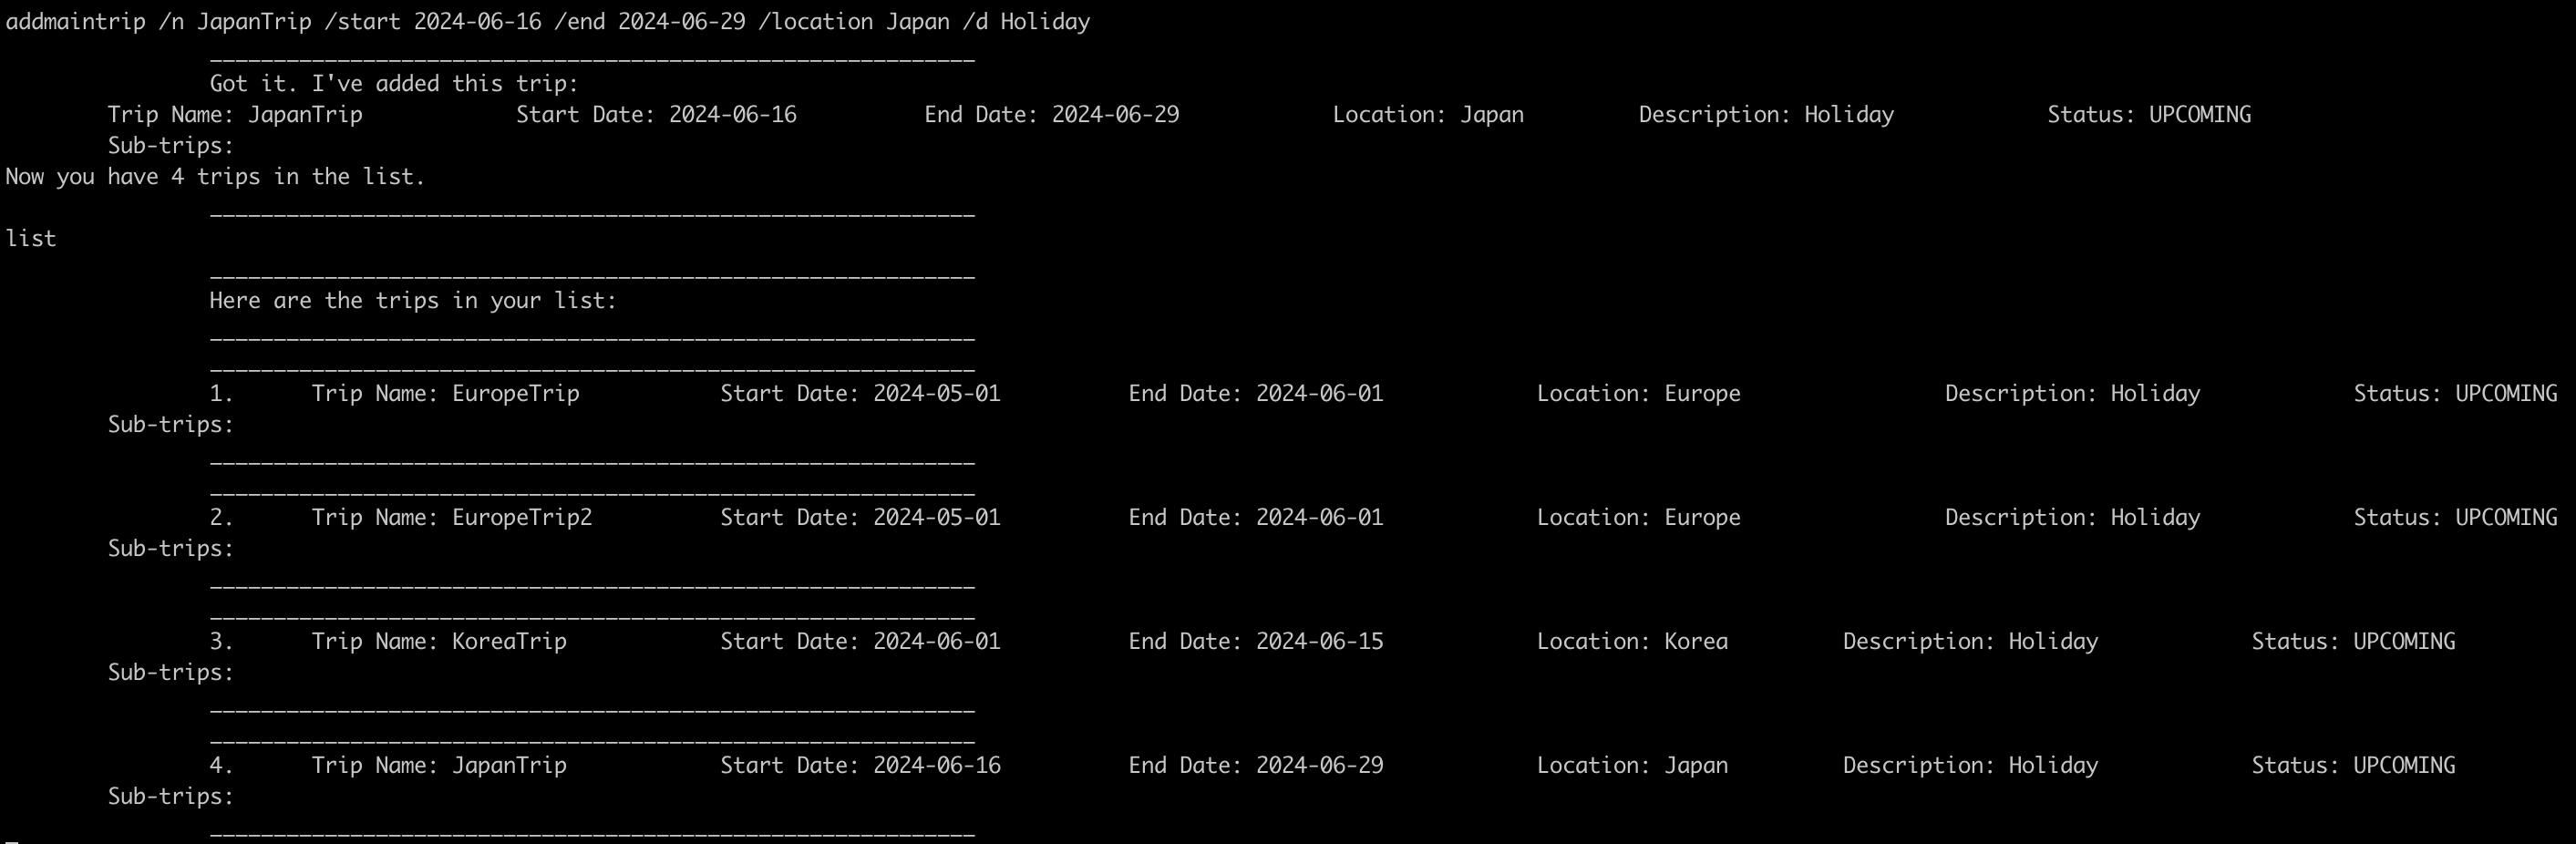 addmaintrip /n JapanTrip /start 2024-06-16 /end 2024-06-29 /location Japan /d Holiday
____________________________________________________________
Got it. I've added this trip:
Trip Name: JapanTrip Start Date: 2024-06-16 End Date: 2024-06-29 Location: Japan Description: Holiday Status: UPCOMING
Sub-trips:
Now you have 4 trips in the list.
____________________________________________________________
list
____________________________________________________________
Here are the trips in your list:
____________________________________________________________
____________________________________________________________
1. Trip Name: EuropeTrip Start Date: 2024-05-01 End Date: 2024-06-01 Location: Europe Description: Holiday Status: UPCOMING
Sub-trips:
____________________________________________________________
____________________________________________________________
2. Trip Name: EuropeTrip2 Start Date: 2024-05-01 End Date: 2024-06-01 Location: Europe Description: Holiday Status: UPCOMING
Sub-trips:
____________________________________________________________
____________________________________________________________
3. Trip Name: KoreaTrip Start Date: 2024-06-01 End Date: 2024-06-15 Location: Korea Description: Holiday Status: UPCOMING
Sub-trips:
____________________________________________________________
____________________________________________________________
4. Trip Name: JapanTrip Start Date: 2024-06-16 End Date: 2024-06-29 Location: Japan Description: Holiday Status: UPCOMING
Sub-trips:
____________________________________________________________